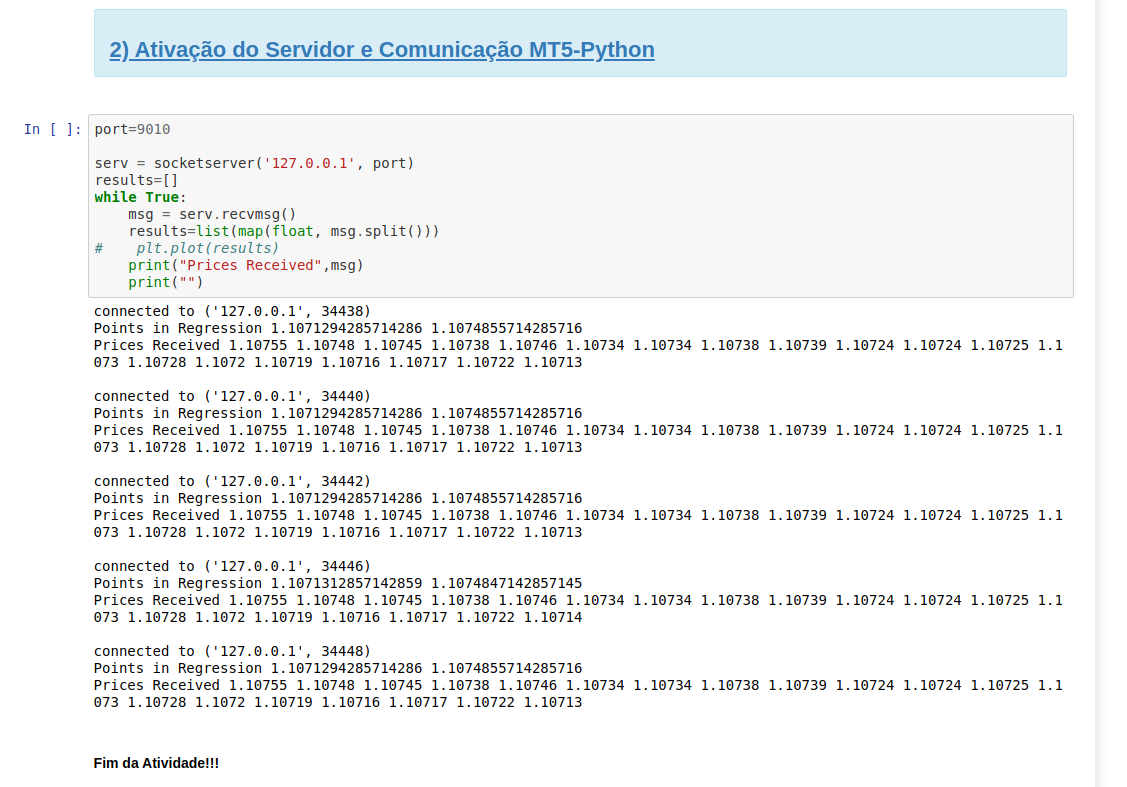 2) Ativação do Servidor e Comunicação MT5-Python
In [ ]: port=9010
serv = socketserver('127.0.0.1', port)
results=[]
while True:
    msg = serv.recvmsg()
    results=list(map(float, msg.split()))
#    plt.plot(results)
    print("Prices Received",msg)
    print("")
connected to ('127.0.0.1', 34438)
Points in Regression 1.1071294285714286 1.1074855714285716
Prices Received 1.10755 1.10748 1.10745 1.10738 1.10746 1.10734 1.10734 1.10738 1.10739 1.10724 1.10724 1.10725 1.1
073 1.10728 1.1072 1.10719 1.10716 1.10717 1.10722 1.10713
connected to ('127.0.0.1', 34440)
Points in Regression 1.1071294285714286 1.1074855714285716
Prices Received 1.10755 1.10748 1.10745 1.10738 1.10746 1.10734 1.10734 1.10738 1.10739 1.10724 1.10724 1.10725 1.1
073 1.10728 1.1072 1.10719 1.10716 1.10717 1.10722 1.10713
connected to ('127.0.0.1', 34442)
Points in Regression 1.1071294285714286 1.1074855714285716
Prices Received 1.10755 1.10748 1.10745 1.10738 1.10746 1.10734 1.10734 1.10738 1.10739 1.10724 1.10724 1.10725 1.1
073 1.10728 1.1072 1.10719 1.10716 1.10717 1.10722 1.10713
connected to ('127.0.0.1', 34446)
Points in Regression 1.1071312857142859 1.1074847142857145
Prices Received 1.10755 1.10748 1.10745 1.10738 1.10746 1.10734 1.10734 1.10738 1.10739 1.10724 1.10724 1.10725 1.1
073 1.10728 1.1072 1.10719 1.10716 1.10717 1.10722 1.10714
connected to ('127.0.0.1', 34448)
Points in Regression 1.1071294285714286 1.1074855714285716
Prices Received 1.10755 1.10748 1.10745 1.10738 1.10746 1.10734 1.10734 1.10738 1.10739 1.10724 1.10724 1.10725 1.1
073 1.10728 1.1072 1.10719 1.10716 1.10717 1.10722 1.10713
Fim da Atividade!!!